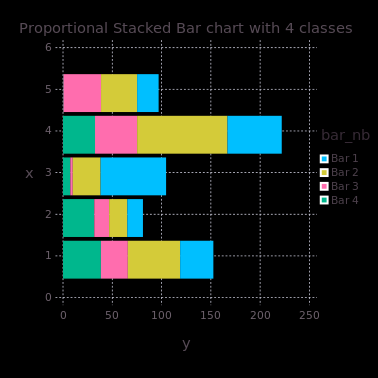 Proportional Stacked Bar chart with 4 classes
6
5
4
3
2
1
0
x
0 50 100 150 200 250
y
bar_nb
Bar 1
Bar 2
Bar 3
Bar 4